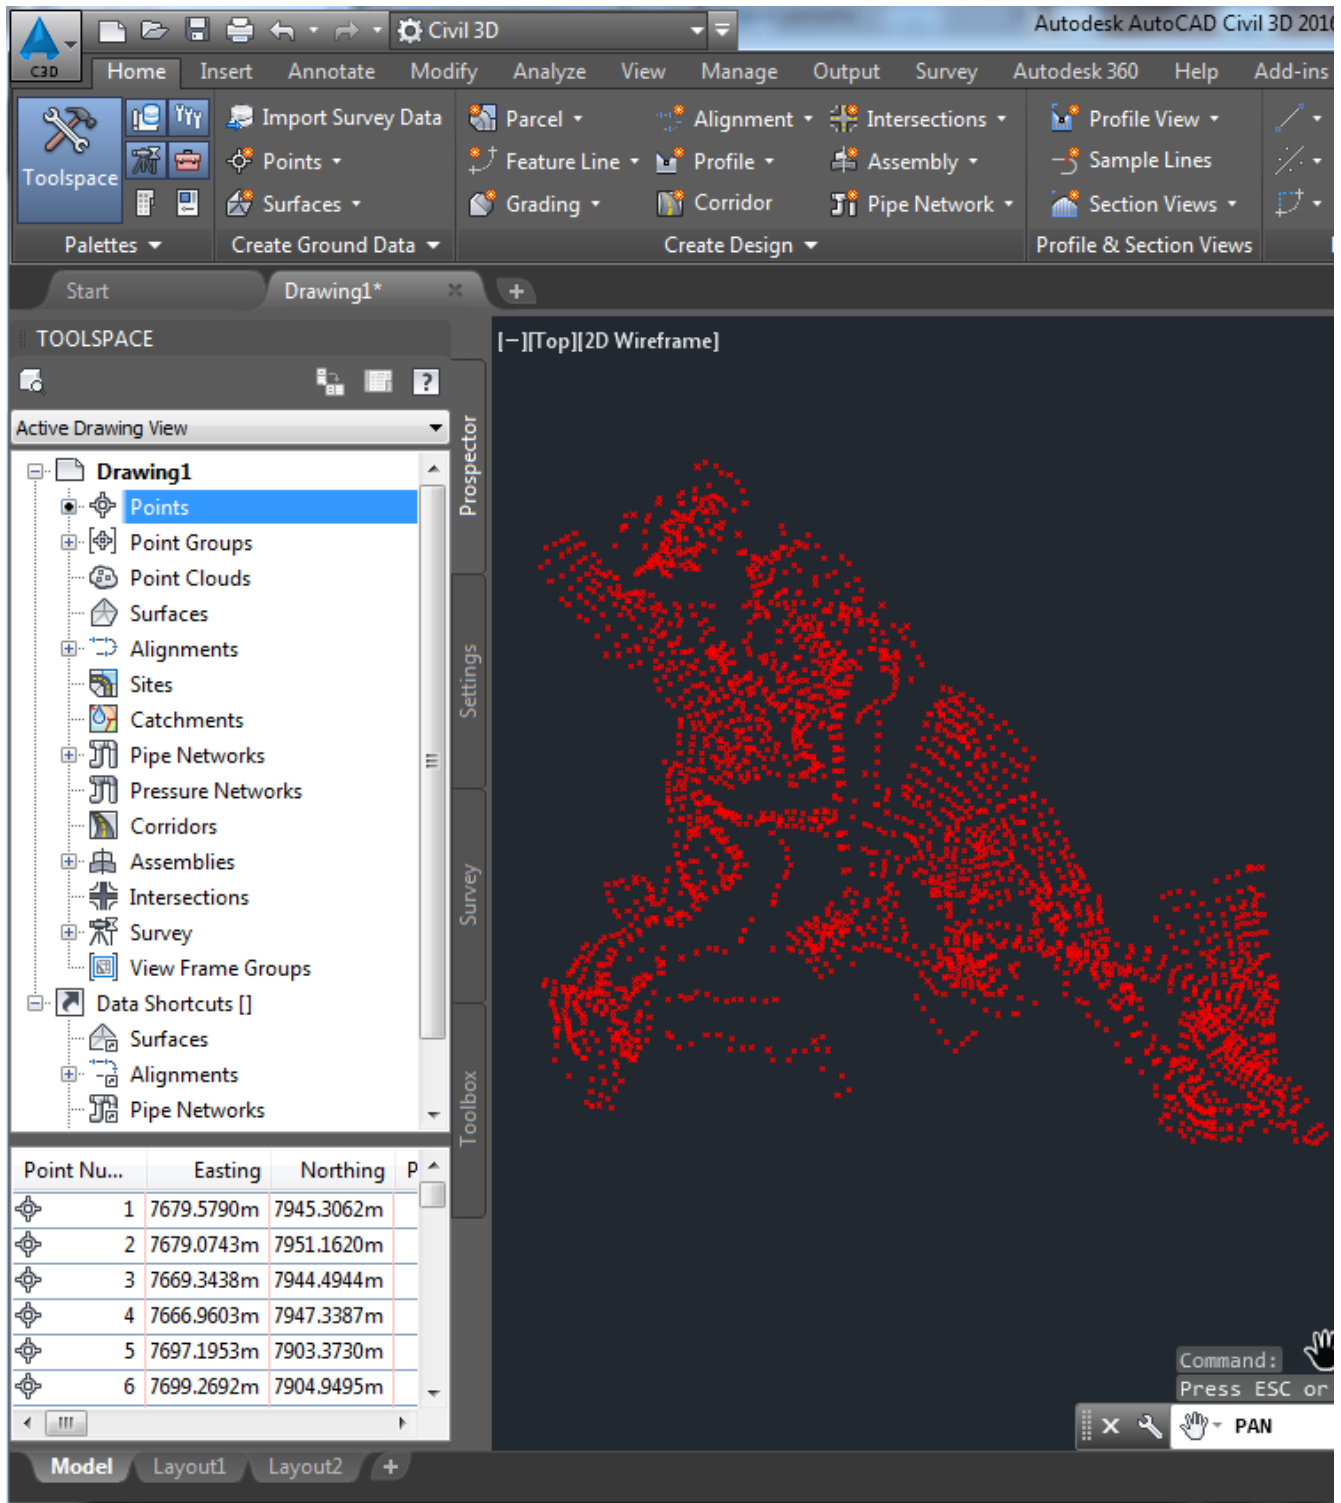 Civil 3D
Autodesk AutoCAD Civil 3D 2016
C3D
Home Insert Annotate Modify Analyze View Manage Output Survey Autodesk 360 Help Add-ins
Import Survey Data Parcel Alignment Intersections Profile View
Toolspace Points Feature Line Profile Assembly Sample Lines
Surfaces Grading Corridor Pipe Network Section Views
Palettes Create Ground Data Create Design Profile & Section Views
Start Drawing1* +
TOOLSPACE
[−][Top][2D Wireframe]
?
Active Drawing View
Prospector
Settings
Survey
Toolbox
Drawing1
Points
Point Groups
Point Clouds
Surfaces
Alignments
Sites
Catchments
Pipe Networks
Pressure Networks
Corridors
Assemblies
Intersections
Survey
View Frame Groups
Data Shortcuts []
Surfaces
Alignments
Pipe Networks
Point Nu... Easting Northing P
1 7679.5790m 7945.3062m
2 7679.0743m 7951.1620m
3 7669.3438m 7944.4944m
4 7666.9603m 7947.3387m
5 7697.1953m 7903.3730m
6 7699.2692m 7904.9495m
Command:
Press ESC or
PAN
Model Layout1 Layout2 +